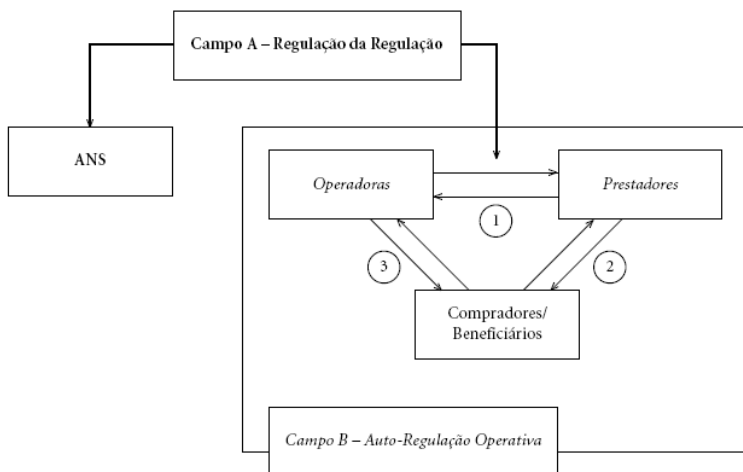 Campo A – Regulação da Regulação
ANS
Operadoras
Prestadores
1
3
2
Compradores/
Beneficiários
Campo B – Auto-Regulação Operativa